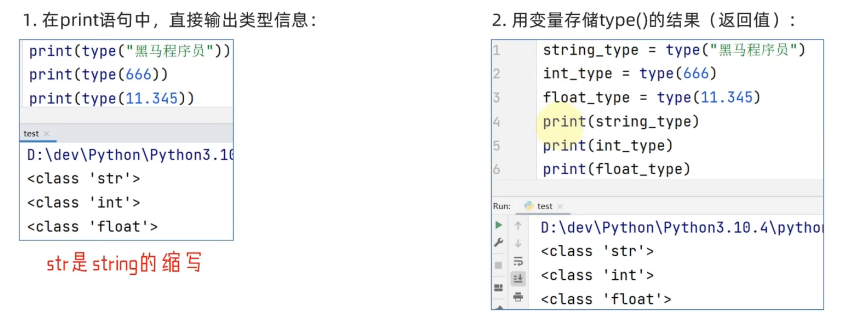 1. 在print语句中，直接输出类型信息：
print(type("黑马程序员"))
print(type(666))
print(type(11.345))
test ×
D:\dev\Python\Python3.10
<class 'str'>
<class 'int'>
<class 'float'>
str是string的缩写
2. 用变量存储type()的结果（返回值）：
1 string_type = type("黑马程序员")
2 int_type = type(666)
3 float_type = type(11.345)
4 print(string_type)
5 print(int_type)
6 print(float_type)
Run: test ×
D:\dev\Python\Python3.10.4\python
<class 'str'>
<class 'int'>
<class 'float'>